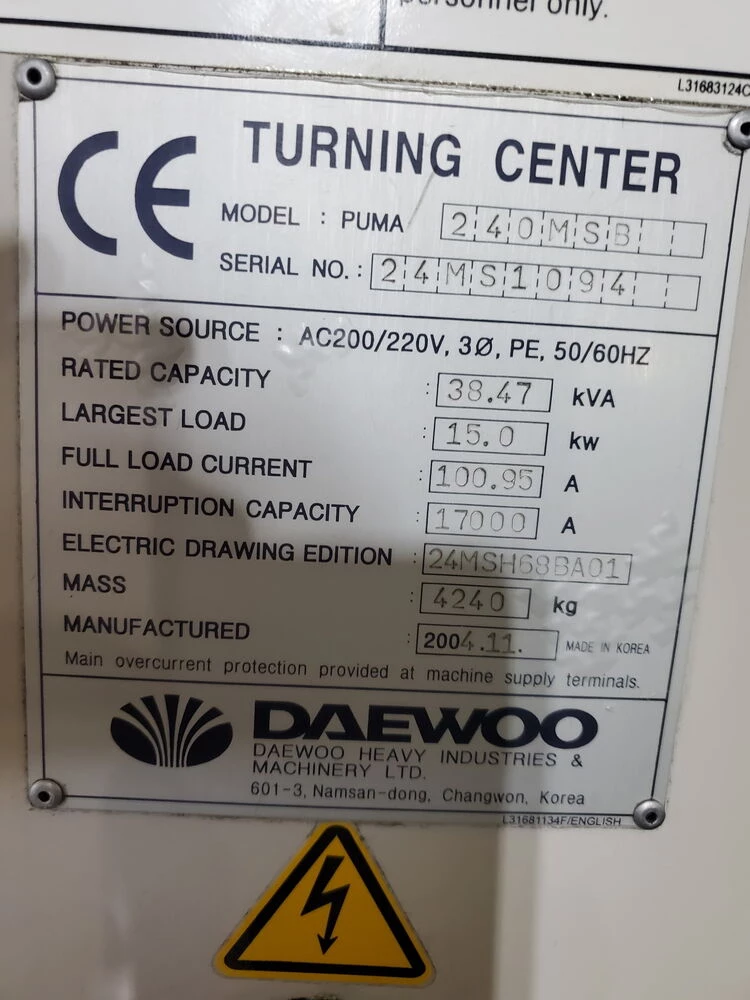 personnel only.
L31683124C
CE TURNING CENTER
MODEL : PUMA 240MSB
SERIAL NO. : 24MS1094
POWER SOURCE : AC200/220V, 3Ø, PE, 50/60HZ
RATED CAPACITY : 38.47 kVA
LARGEST LOAD : 15.0 kw
FULL LOAD CURRENT : 100.95 A
INTERRUPTION CAPACITY : 17000 A
ELECTRIC DRAWING EDITION : 24MSH68BA01
MASS : 4240 kg
MANUFACTURED : 2004.11. MADE IN KOREA
Main overcurrent protection provided at machine supply terminals.
DAEWOO
DAEWOO HEAVY INDUSTRIES &
MACHINERY LTD.
601-3, Namsan-dong, Changwon, Korea
L31681134F/ENGLISH